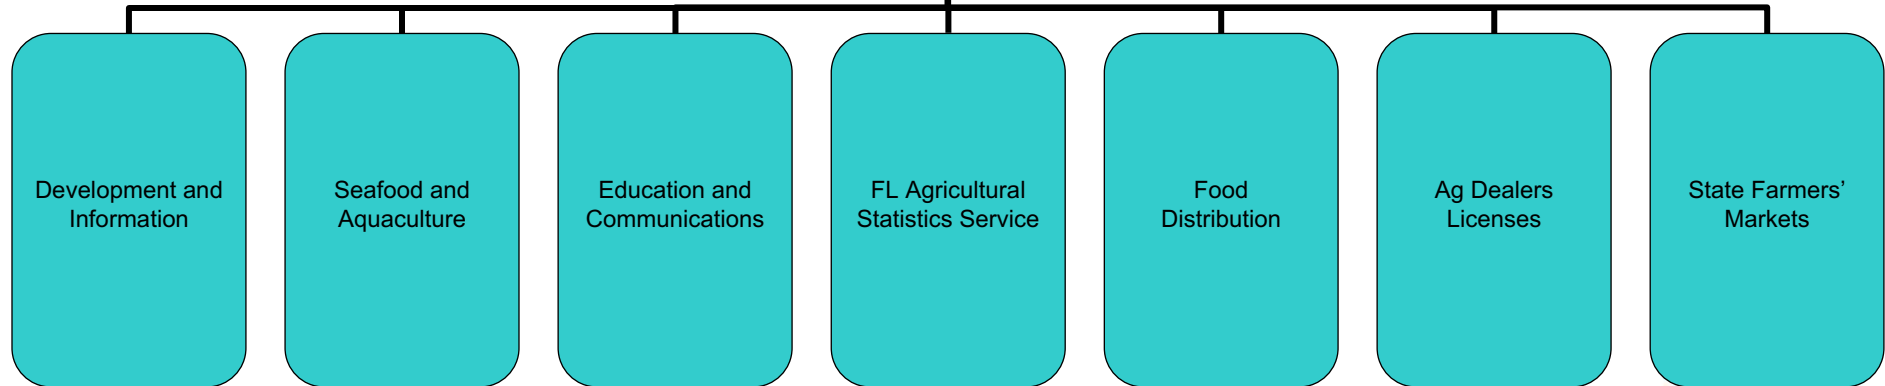 Development and
Information
Seafood and
Aquaculture
Education and
Communications
FL Agricultural
Statistics Service
Food
Distribution
Ag Dealers
Licenses
State Farmers’
Markets